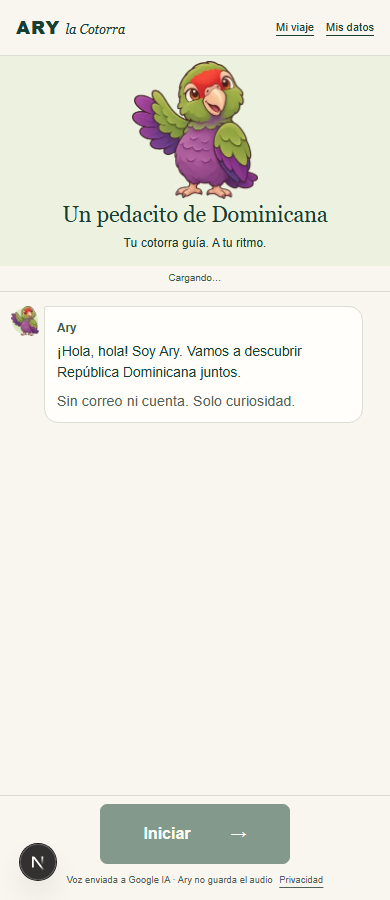 ARY la Cotorra
Mi viaje
Mis datos
Un pedacito de Dominicana
Tu cotorra guía. A tu ritmo.
Cargando...
Ary
¡Hola, hola! Soy Ary. Vamos a descubrir
República Dominicana juntos.
Sin correo ni cuenta. Solo curiosidad.
Iniciar →
N
Voz enviada a Google IA · Ary no guarda el audio Privacidad